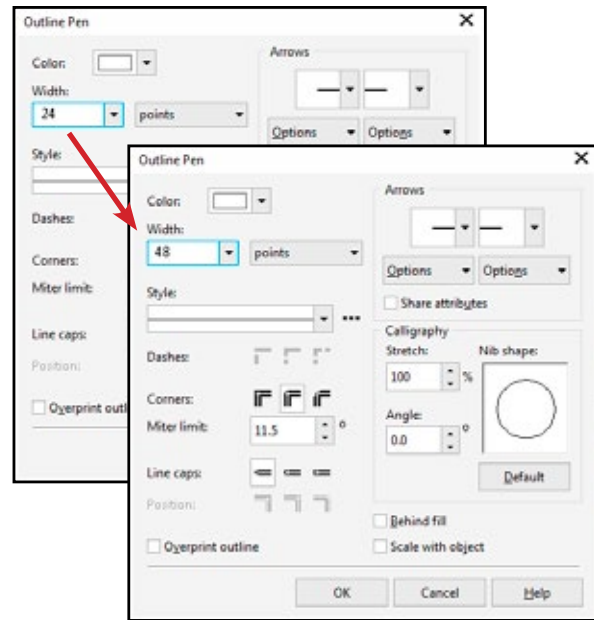 Outline Pen
Color:
Arrows
Width:
24
points
Options
Options
Style:
Dashes:
Corners:
Miter limit:
Line caps:
Position:
Overprint outl
Outline Pen
Color:
Arrows
Width:
48
points
Options
Options
Share attributes
Style:
Calligraphy
Stretch:
Nib shape:
100
%
Dashes:
Corners:
Angle:
Miter limit:
11.5
°
0.0
°
Line caps:
Default
Position:
Behind fill
Overprint outline
Scale with object
OK
Cancel
Help